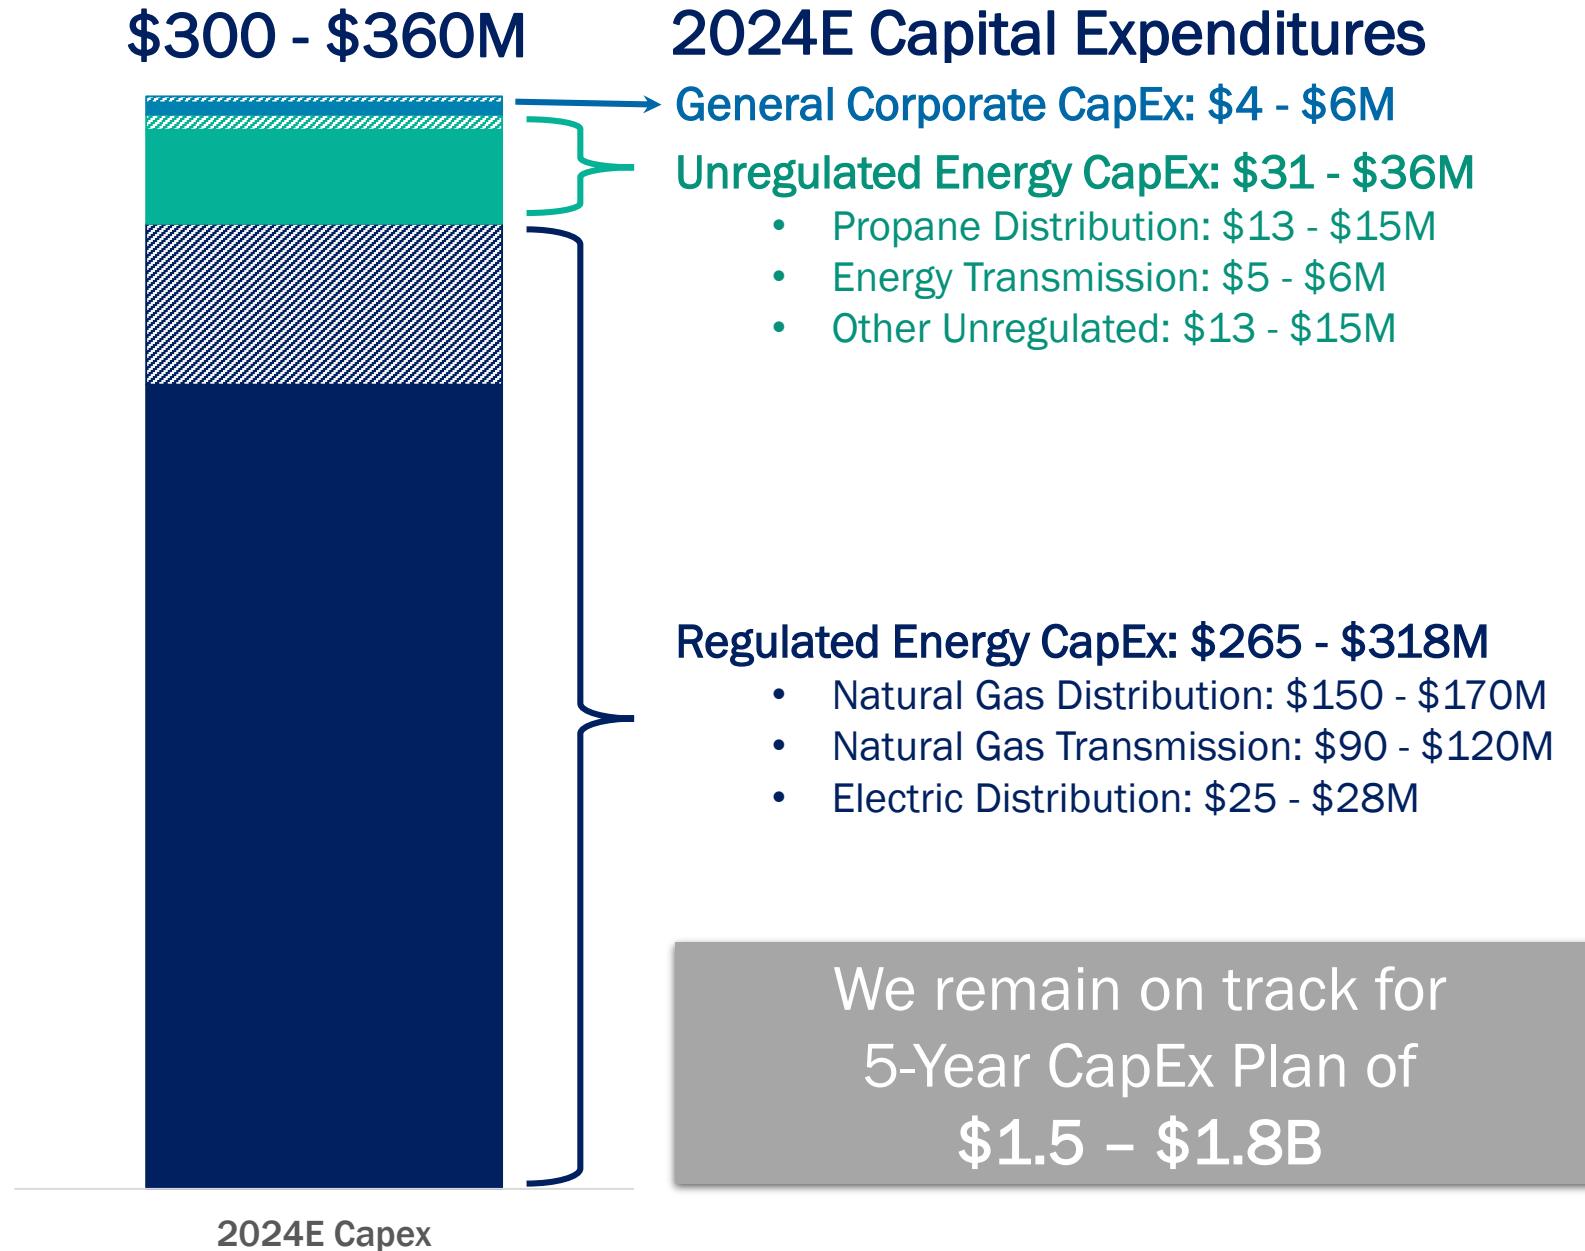 $300 - $360M
2024E Capital Expenditures
General Corporate CapEx: $4 - $6M
Unregulated Energy CapEx: $31 - $36M
• Propane Distribution: $13 - $15M
• Energy Transmission: $5 - $6M
• Other Unregulated: $13 - $15M
Regulated Energy CapEx: $265 - $318M
• Natural Gas Distribution: $150 - $170M
• Natural Gas Transmission: $90 - $120M
• Electric Distribution: $25 - $28M
We remain on track for
5-Year CapEx Plan of
$1.5 – $1.8B
2024E Capex